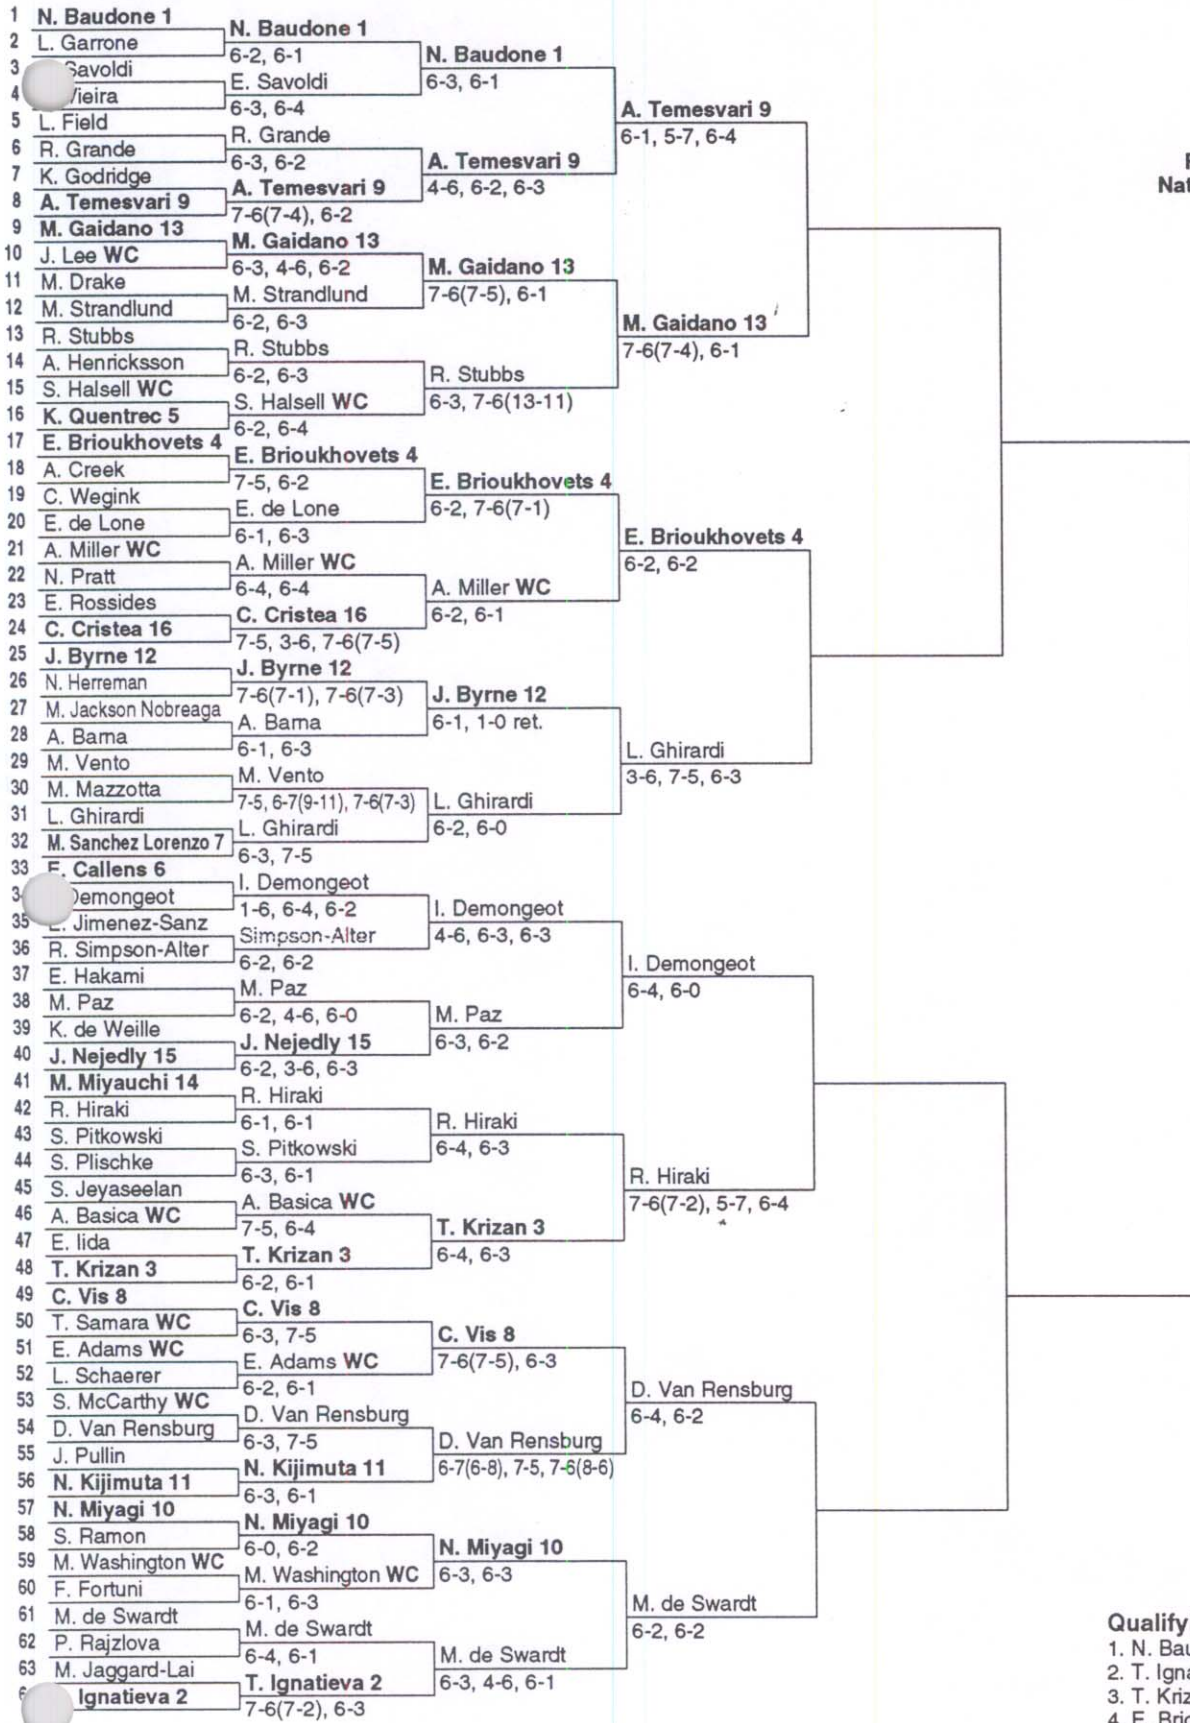 1 N. Baudone 1
2 L. Garrone
3 Savoldi
4 Vieira
5 L. Field
6 R. Grande
7 K. Godridge
8 A. Temesvari 9
9 M. Gaidano 13
10 J. Lee WC
11 M. Drake
12 M. Strandlund
13 R. Stubbs
14 A. Henricksson
15 S. Halsell WC
16 K. Quentrec 5
17 E. Brioukhovets 4
18 A. Creek
19 C. Wegink
20 E. de Lone
21 A. Miller WC
22 N. Pratt
23 E. Rossides
24 C. Cristea 16
25 J. Byrne 12
26 N. Herreman
27 M. Jackson Nobreaga
28 A. Barna
29 M. Vento
30 M. Mazzotta
31 L. Ghirardi
32 M. Sanchez Lorenzo 7
33 E. Callens 6
3 Demongeot
35 E. Jimenez-Sanz
36 R. Simpson-Alter
37 E. Hakami
38 M. Paz
39 K. de Weille
40 J. Nejedly 15
41 M. Miyauchi 14
42 R. Hiraki
43 S. Pitkowski
44 S. Plischke
45 S. Jeyaseelan
46 A. Basica WC
47 E. Iida
48 T. Krizan 3
49 C. Vis 8
50 T. Samara WC
51 E. Adams WC
52 L. Schaerer
53 S. McCarthy WC
54 D. Van Rensburg
55 J. Pullin
56 N. Kijimuta 11
57 N. Miyagi 10
58 S. Ramon
59 M. Washington WC
60 F. Fortuni
61 M. de Swardt
62 P. Rajzlova
63 M. Jaggard-Lai
6 Ignatieva 2
N. Baudone 1
6-2, 6-1
E. Savoldi
6-3, 6-4
R. Grande
6-3, 6-2
A. Temesvari 9
7-6(7-4), 6-2
M. Gaidano 13
6-3, 4-6, 6-2
M. Strandlund
6-2, 6-3
R. Stubbs
6-2, 6-3
S. Halsell WC
6-2, 6-4
E. Brioukhovets 4
7-5, 6-2
E. de Lone
6-1, 6-3
A. Miller WC
6-4, 6-4
C. Cristea 16
7-5, 3-6, 7-6(7-5)
J. Byrne 12
7-6(7-1), 7-6(7-3)
A. Barna
6-1, 6-3
M. Vento
7-5, 6-7(9-11), 7-6(7-3)
L. Ghirardi
6-3, 7-5
I. Demongeot
1-6, 6-4, 6-2
Simpson-Alter
6-2, 6-2
M. Paz
6-2, 4-6, 6-0
J. Nejedly 15
6-2, 3-6, 6-3
R. Hiraki
6-1, 6-1
S. Pitkowski
6-3, 6-1
A. Basica WC
7-5, 6-4
T. Krizan 3
6-2, 6-1
C. Vis 8
6-3, 7-5
E. Adams WC
6-2, 6-1
D. Van Rensburg
6-3, 7-5
N. Kijimuta 11
6-3, 6-1
N. Miyagi 10
6-0, 6-2
M. Washington WC
6-1, 6-3
M. de Swardt
6-4, 6-1
T. Ignatieva 2
7-6(7-2), 6-3
N. Baudone 1
6-3, 6-1
A. Temesvari 9
4-6, 6-2, 6-3
M. Gaidano 13
7-6(7-5), 6-1
R. Stubbs
6-3, 7-6(13-11)
E. Brioukhovets 4
6-2, 7-6(7-1)
A. Miller WC
6-2, 6-1
J. Byrne 12
6-1, 1-0 ret.
L. Ghirardi
6-2, 6-0
I. Demongeot
4-6, 6-3, 6-3
M. Paz
6-3, 6-2
R. Hiraki
6-4, 6-3
T. Krizan 3
6-4, 6-3
C. Vis 8
7-6(7-5), 6-3
D. Van Rensburg
6-7(6-8), 7-5, 7-6(8-6)
N. Miyagi 10
6-3, 6-3
M. de Swardt
6-3, 4-6, 6-1
A. Temesvari 9
6-1, 5-7, 6-4
M. Gaidano 13
7-6(7-4), 6-1
E. Brioukhovets 4
6-2, 6-2
L. Ghirardi
3-6, 7-5, 6-3
I. Demongeot
6-4, 6-0
R. Hiraki
7-6(7-2), 5-7, 6-4
D. Van Rensburg
6-4, 6-2
M. de Swardt
6-2, 6-2
Nat
Qualify
1. N. Bau
2. T. Igna
3. T. Kriz
4. E. Brio